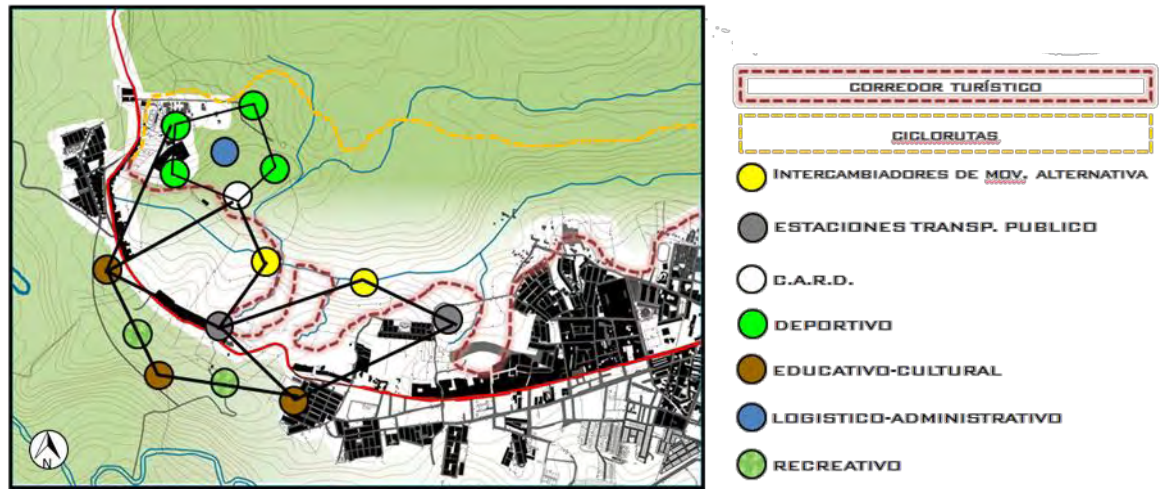 CORREDOR TURÍSTICO
CICLORUTAS
INTERCAMBIADORES DE MOV. ALTERNATIVA
ESTACIONES TRANSP. PUBLICO
C.A.R.D.
DEPORTIVO
EDUCATIVO-CULTURAL
LOGISTICO-ADMINISTRATIVO
RECREATIVO
N